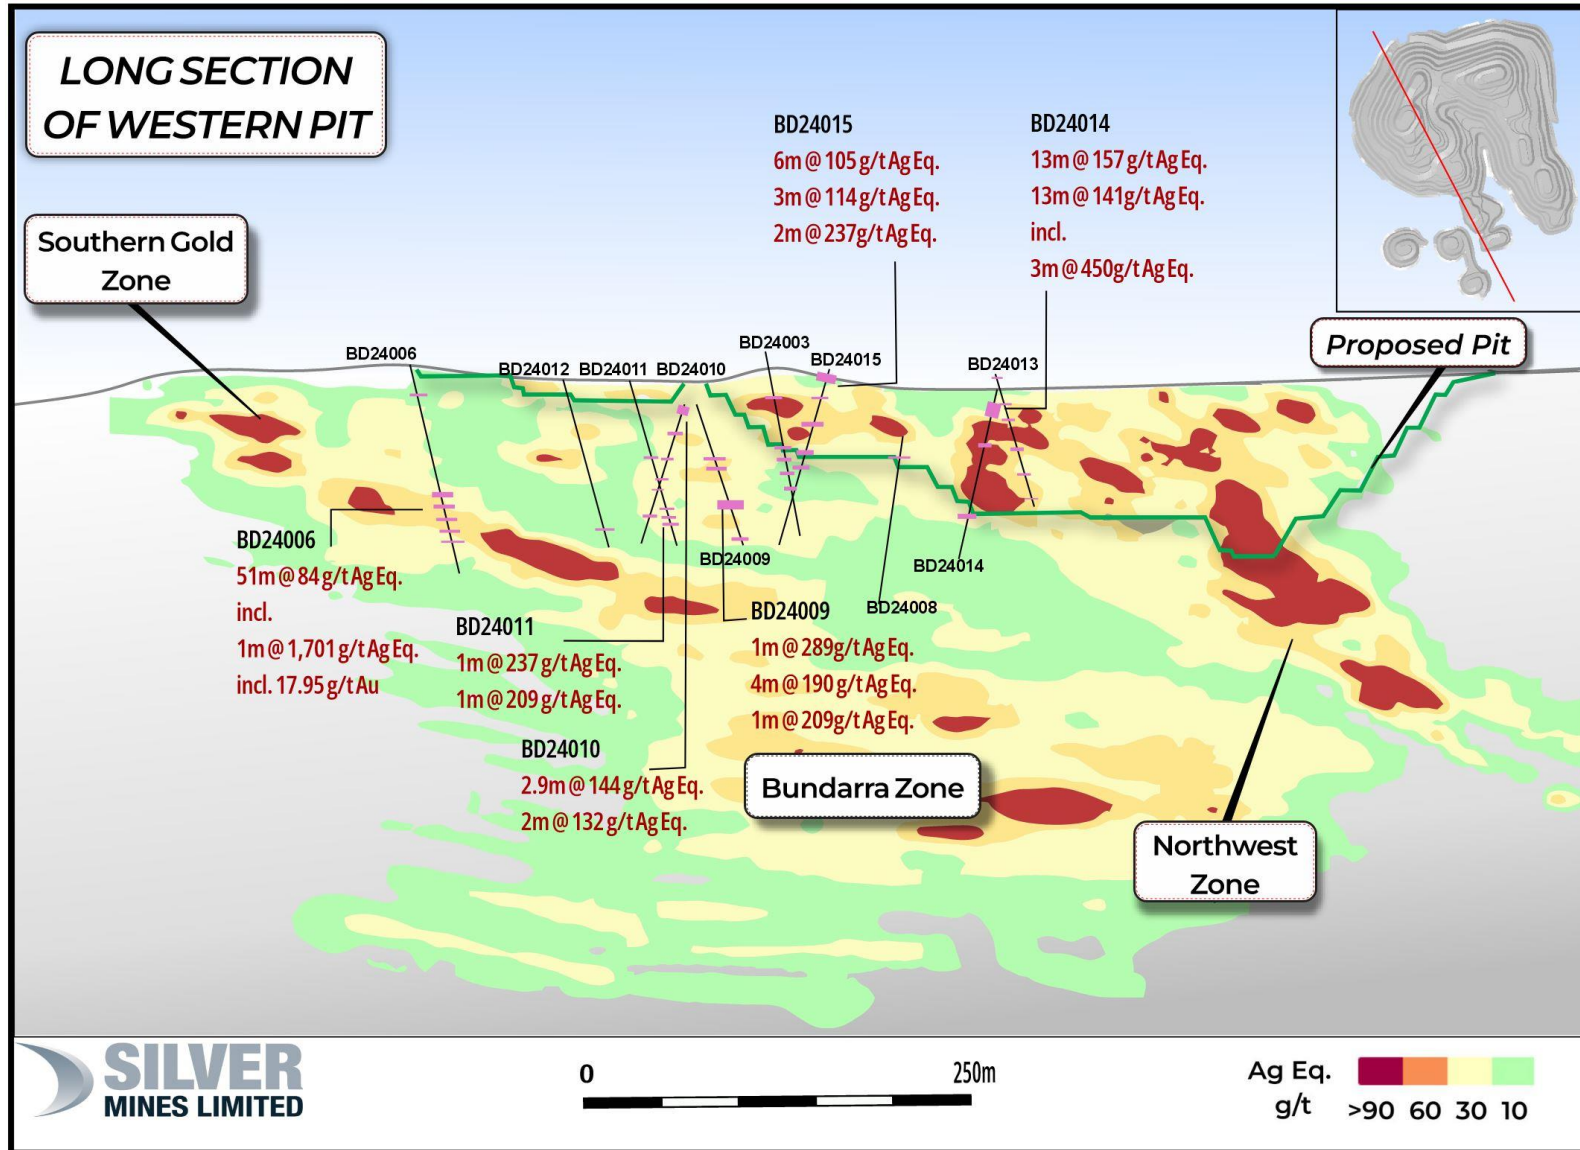 LONG SECTION
OF WESTERN PIT
BD24015
6m @ 105 g/t Ag Eq.
3m @ 114 g/t Ag Eq.
2m @ 237g/t Ag Eq.
BD24014
13m @ 157 g/t Ag Eq.
13m @ 141g/t Ag Eq.
incl.
3m @ 450g/t Ag Eq.
Southern Gold
Zone
Proposed Pit
BD24006
BD24012
BD24011
BD24010
BD24003
BD24015
BD24013
BD24009
BD24014
BD24008
BD24006
51m @ 84 g/t Ag Eq.
incl.
1m @ 1,701 g/t Ag Eq.
incl. 17.95 g/t Au
BD24011
1m @ 237 g/t Ag Eq.
1m @ 209 g/t Ag Eq.
BD24010
2.9m @ 144 g/t Ag Eq.
2m @ 132 g/t Ag Eq.
BD24009
1m @ 289g/t Ag Eq.
4m @ 190 g/t Ag Eq.
1m @ 209g/t Ag Eq.
Bundarra Zone
Northwest
Zone
SILVER
MINES LIMITED
0 250m
Ag Eq.
g/t >90 60 30 10